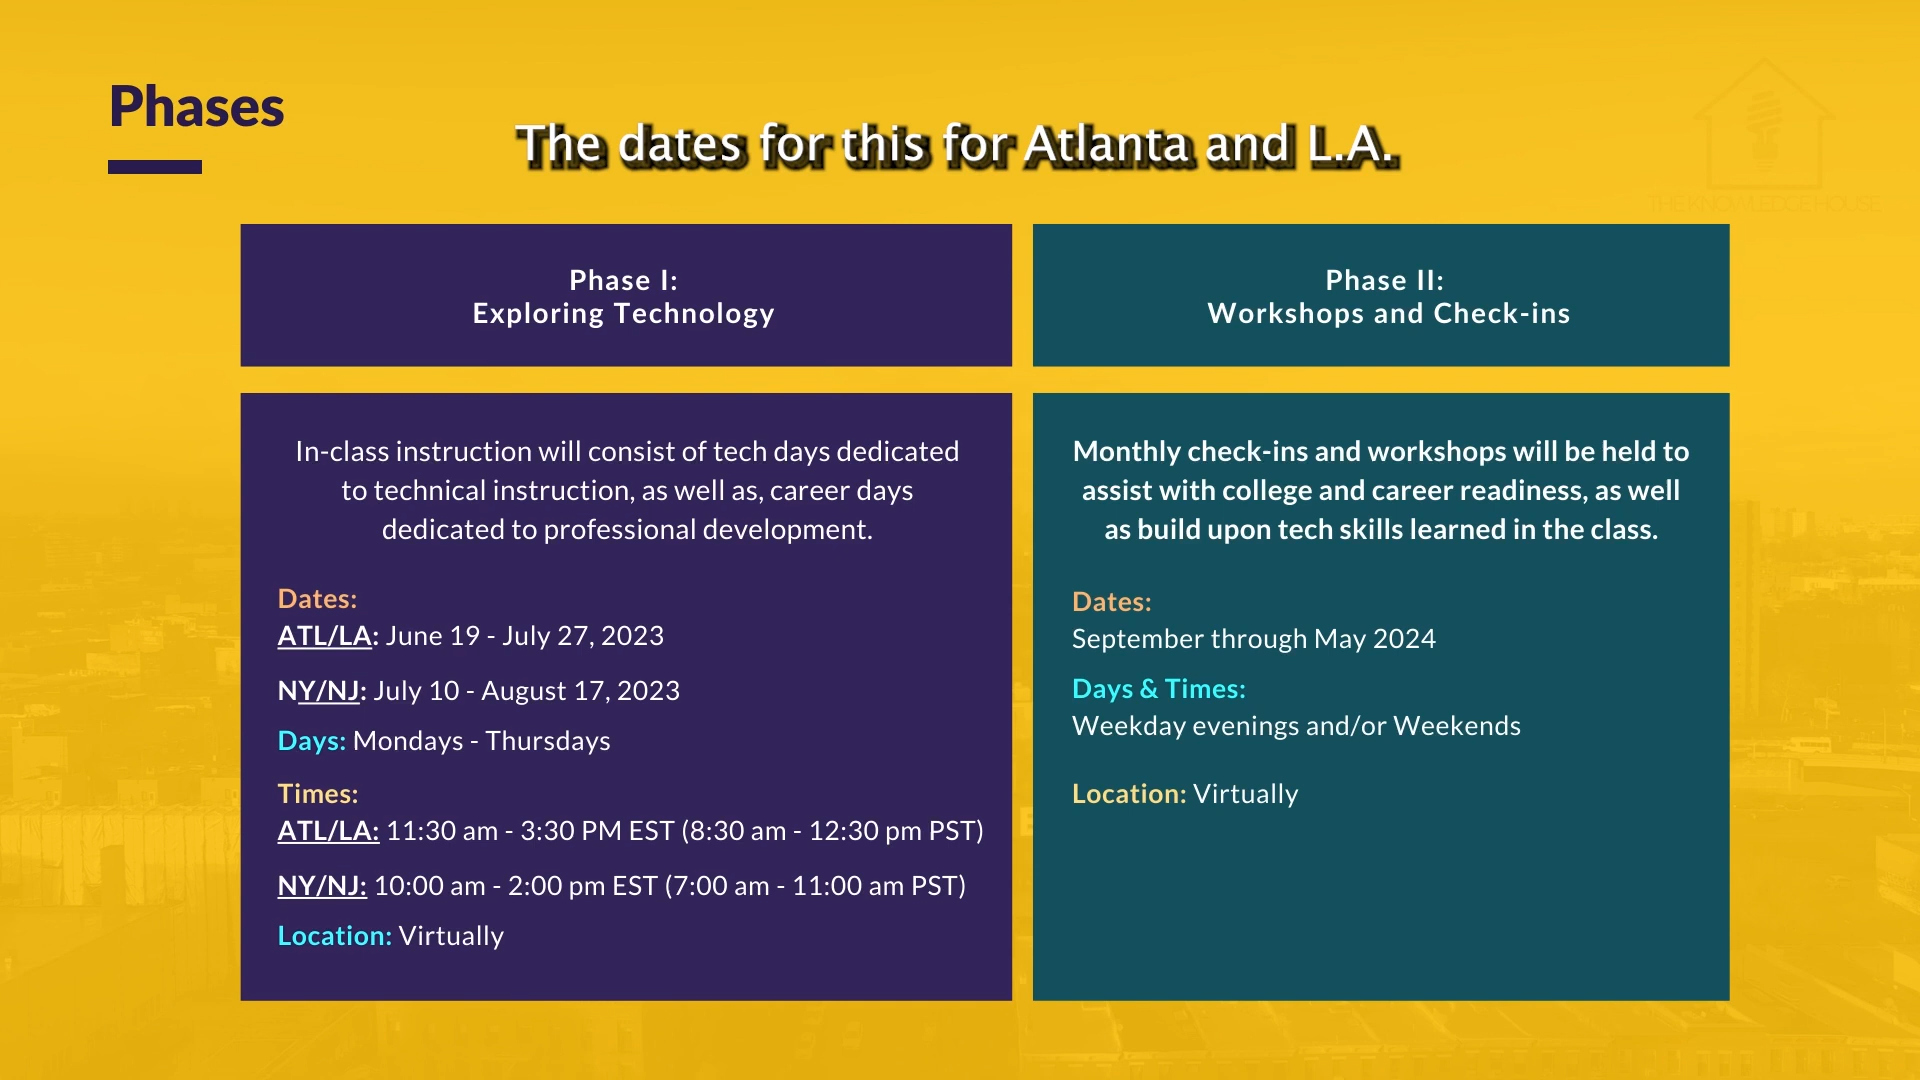 Phases
The dates for this for Atlanta and L.A.
THE KNOWLEDGE HOUSE
Phase I:
Exploring Technology
Phase II:
Workshops and Check-ins
In-class instruction will consist of tech days dedicated
to technical instruction, as well as, career days
dedicated to professional development.
Dates:
ATL/LA: June 19 - July 27, 2023
NY/NJ: July 10 - August 17, 2023
Days: Mondays - Thursdays
Times:
ATL/LA: 11:30 am - 3:30 PM EST (8:30 am - 12:30 pm PST)
NY/NJ: 10:00 am - 2:00 pm EST (7:00 am - 11:00 am PST)
Location: Virtually
Monthly check-ins and workshops will be held to
assist with college and career readiness, as well
as build upon tech skills learned in the class.
Dates:
September through May 2024
Days & Times:
Weekday evenings and/or Weekends
Location: Virtually